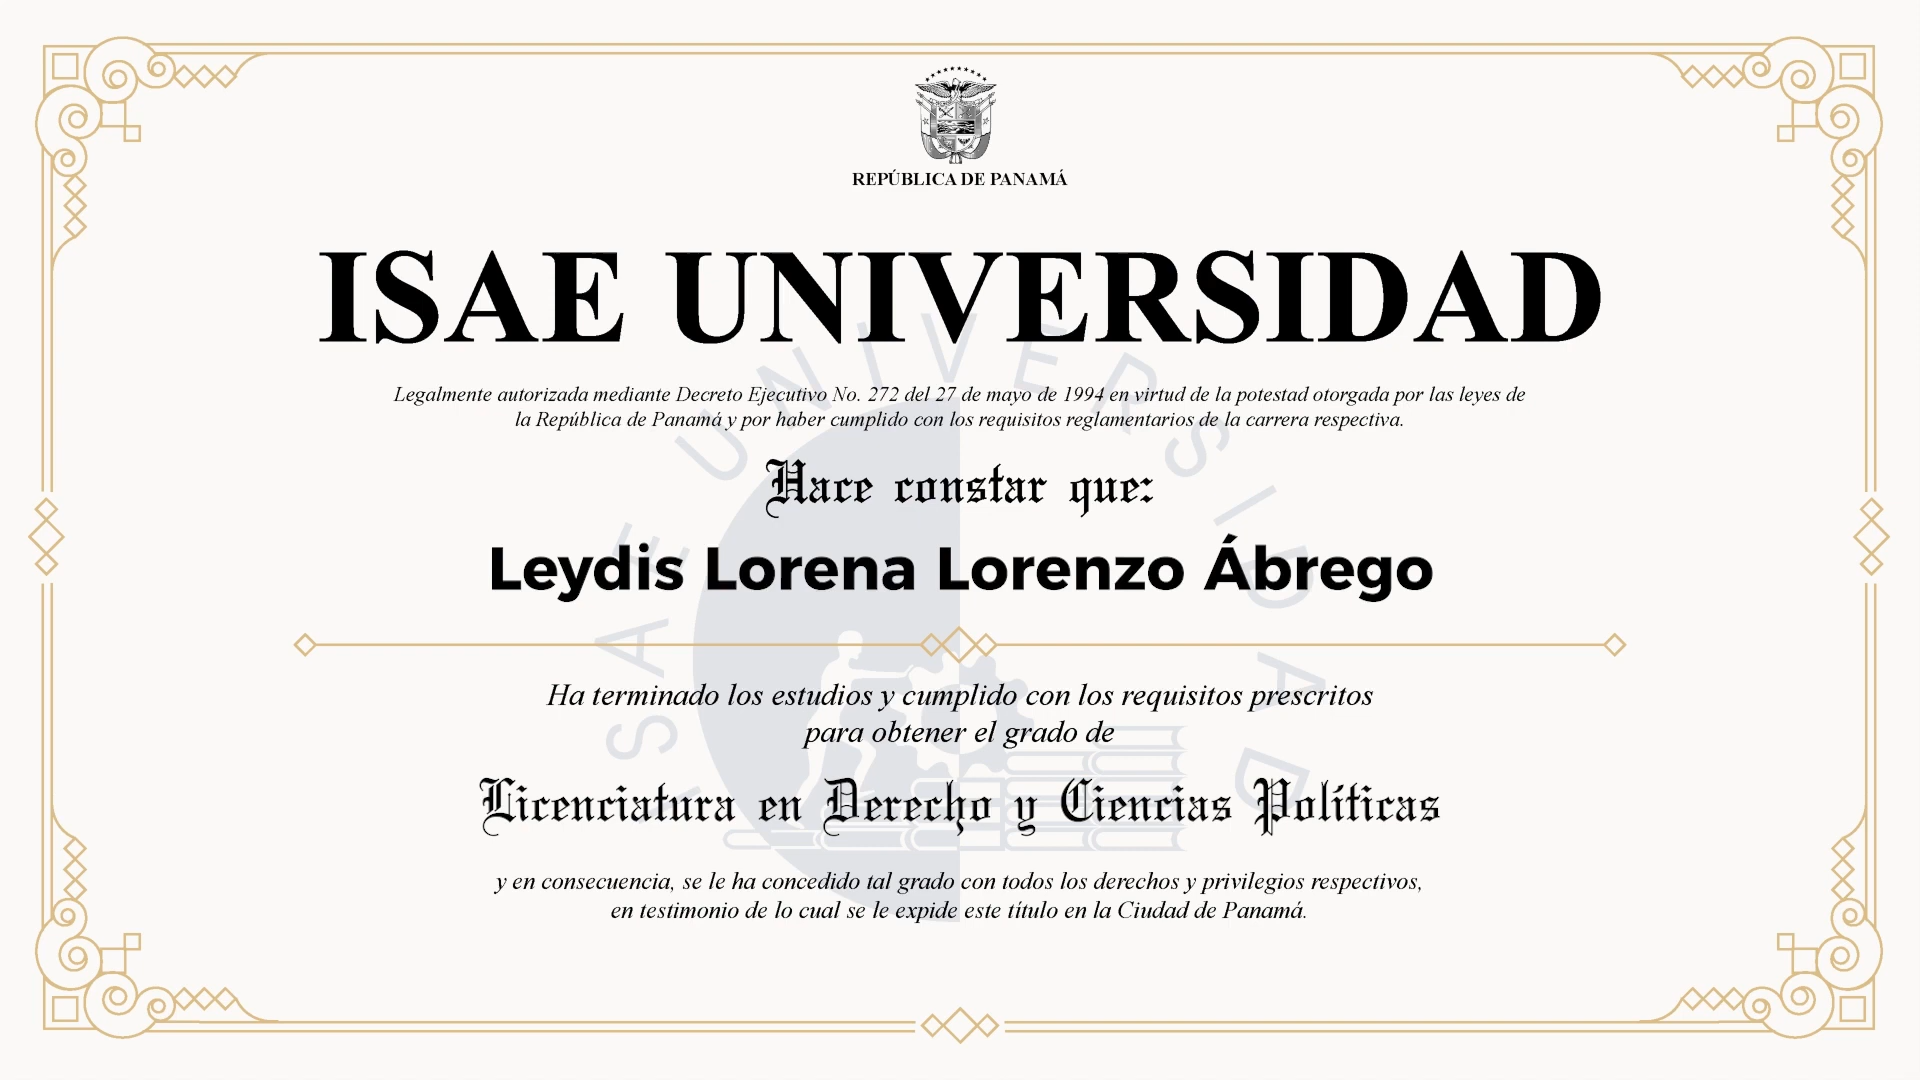 REPÚBLICA DE PANAMÁ
ISAE UNIVERSIDAD
Legalmente autorizada mediante Decreto Ejecutivo No. 272 del 27 de mayo de 1994 en virtud de la potestad otorgada por las leyes de
la República de Panamá y por haber cumplido con los requisitos reglamentarios de la carrera respectiva.
Hace constar que:
Leydis Lorena Lorenzo Ábrego
Ha terminado los estudios y cumplido con los requisitos prescritos
para obtener el grado de
Licenciatura en Derecho y Ciencias Políticas
y en consecuencia, se le ha concedido tal grado con todos los derechos y privilegios respectivos,
en testimonio de lo cual se le expide este título en la Ciudad de Panamá.
ISAE UNIVERSIDAD